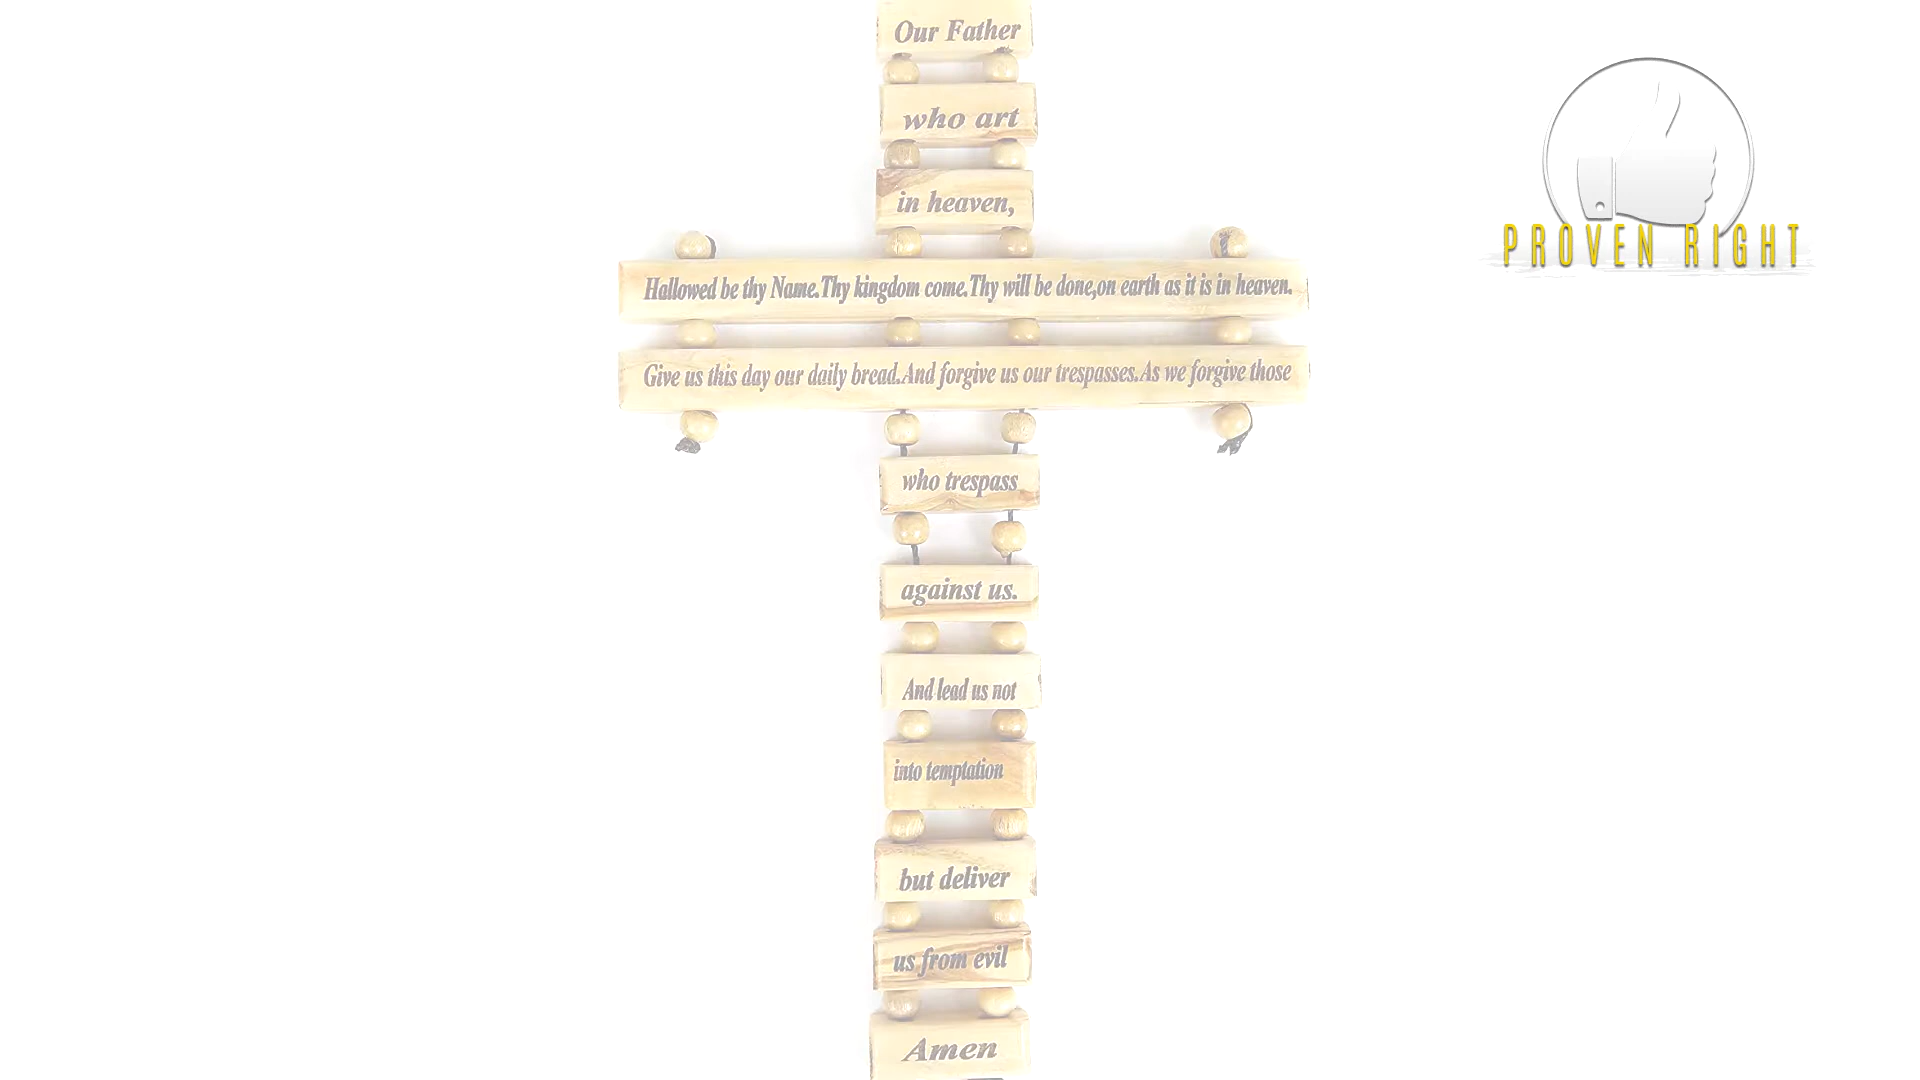 Our Father
who art
in heaven,
Hallowed be thy Name.Thy kingdom come.Thy will be done,on earth as it is in heaven.
Give us this day our daily bread.And forgive us our trespasses.As we forgive those
who trespass
against us.
And lead us not
into temptation
but deliver
us from evil
Amen
PROVEN RIGHT